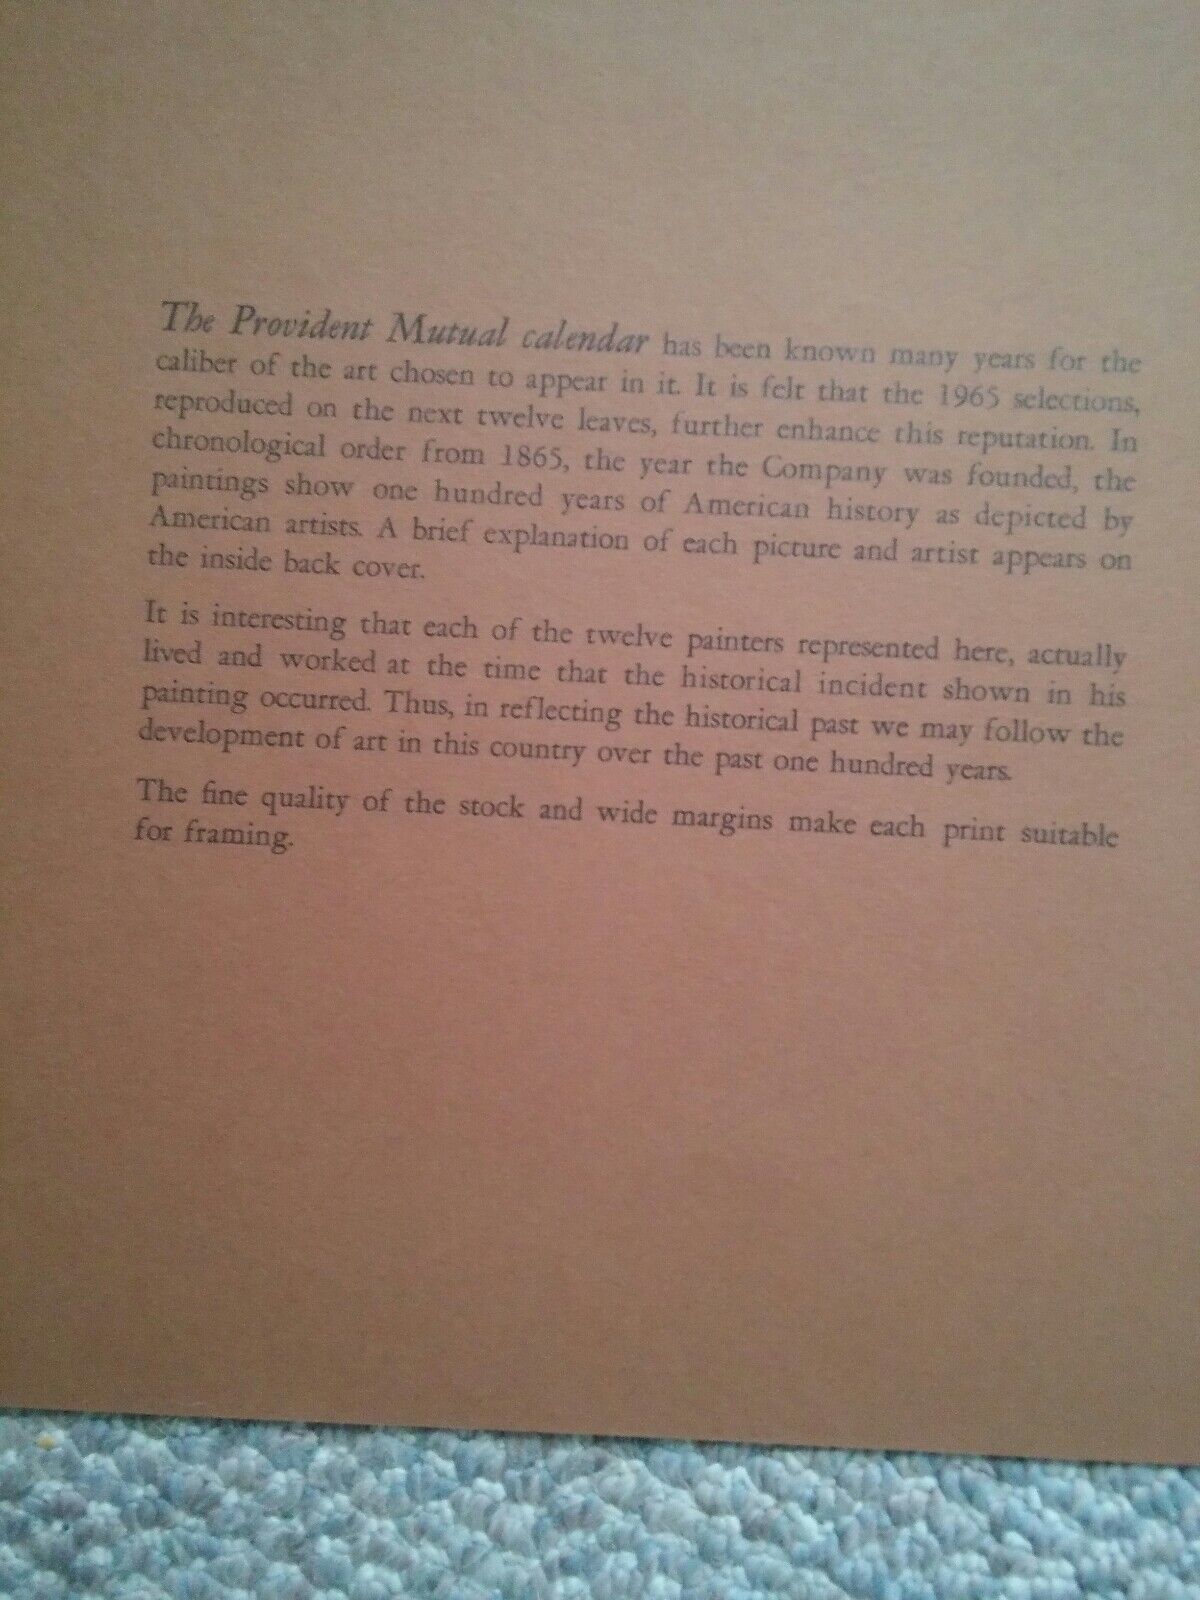 The Provident Mutual calendar has been known many years for the
caliber of the art chosen to appear in it. It is felt that the 1965 selections,
reproduced on the next twelve leaves, further enhance this reputation. In
chronological order from 1865, the year the Company was founded, the
paintings show one hundred years of American history as depicted by
American artists. A brief explanation of each picture and artist appears on
the inside back cover.
It is interesting that each of the twelve painters represented here, actually
lived and worked at the time that the historical incident shown in his
painting occurred. Thus, in reflecting the historical past we may follow the
development of art in this country over the past one hundred years.
The fine quality of the stock and wide margins make each print suitable
for framing.